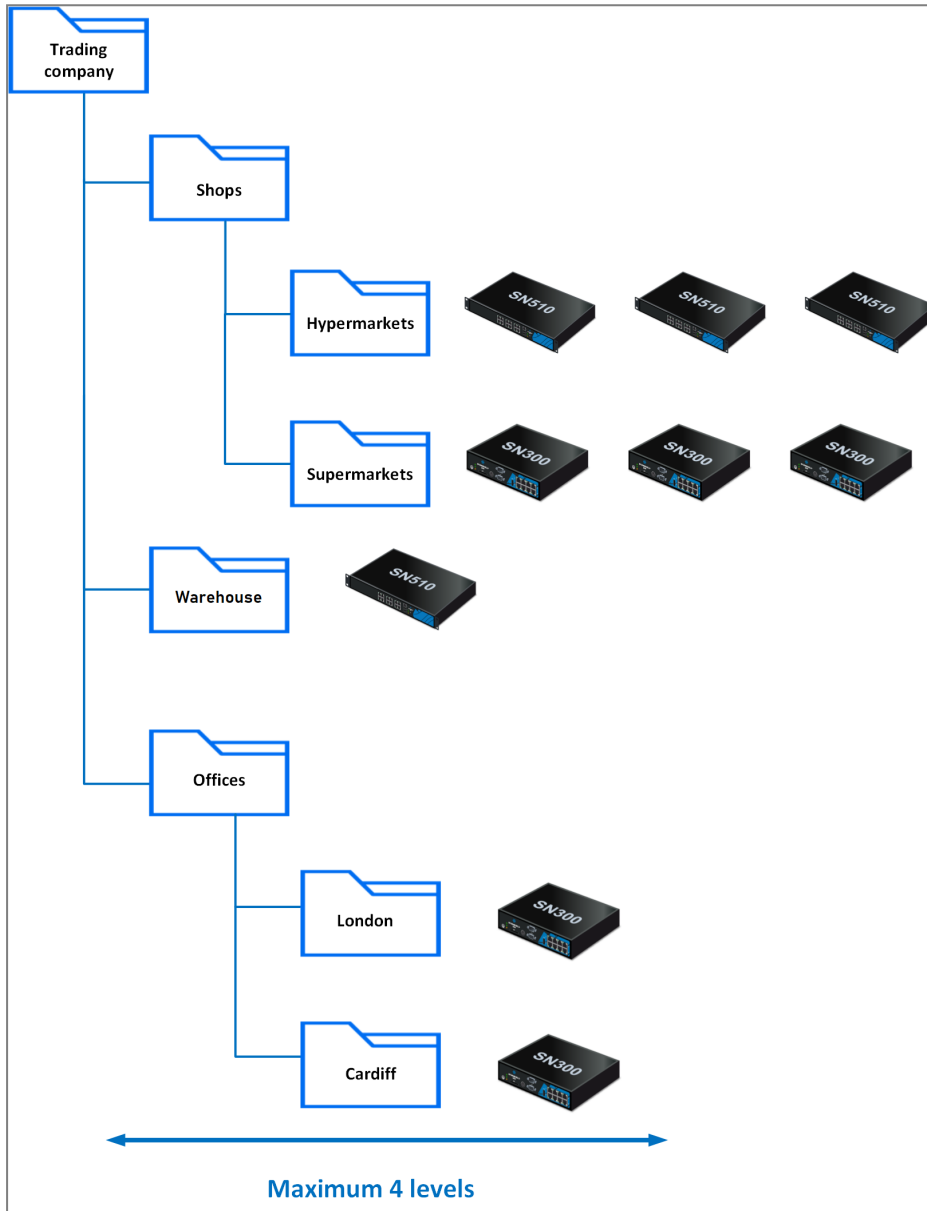 Trading
company
Shops
Hypermarkets
SN510
SN510
SN510
Supermarkets
SN300
SN300
SN300
Warehouse
SN510
Offices
London
SN300
Cardiff
SN300
Maximum 4 levels